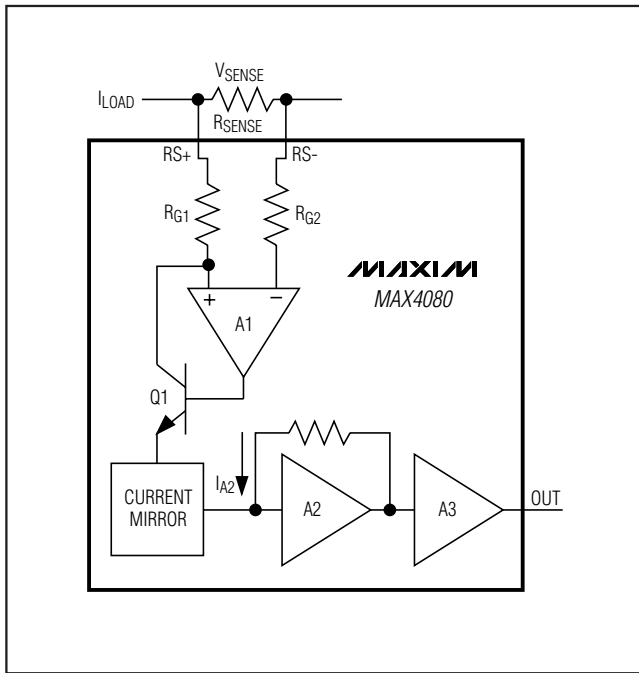 VSENSE
ILOAD
RSENSE
RS+ RS-
RG1 RG2
MAXIM
MAX4080
+ −
A1
Q1
IA2
CURRENT
MIRROR
A2 A3 OUT